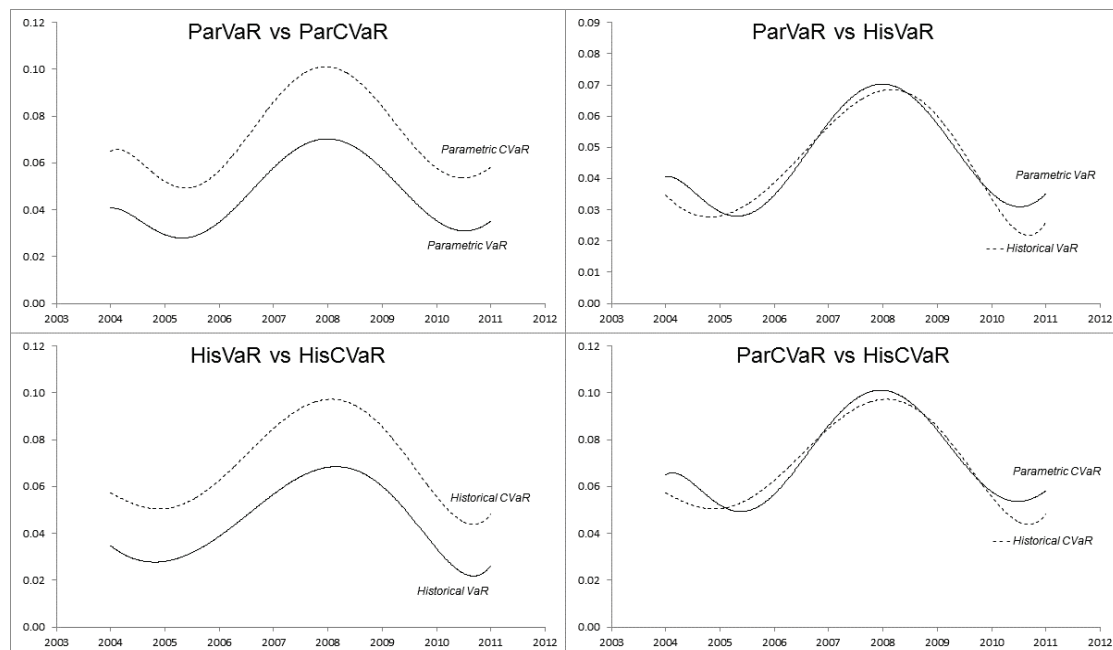 ParVaR vs ParCVaR
0.12
0.10
0.08
0.06
0.04
0.02
0.00
Parametric CVaR
Parametric VaR
2003 2004 2005 2006 2007 2008 2009 2010 2011 2012
ParVaR vs HisVaR
0.09
0.08
0.07
0.06
0.05
0.04
0.03
0.02
0.01
0.00
Parametric VaR
Historical VaR
2003 2004 2005 2006 2007 2008 2009 2010 2011 2012
HisVaR vs HisCVaR
0.12
0.10
0.08
0.06
0.04
0.02
0.00
Historical CVaR
Historical VaR
2003 2004 2005 2006 2007 2008 2009 2010 2011 2012
ParCVaR vs HisCVaR
0.12
0.10
0.08
0.06
0.04
0.02
0.00
Parametric CVaR
Historical CVaR
2003 2004 2005 2006 2007 2008 2009 2010 2011 2012